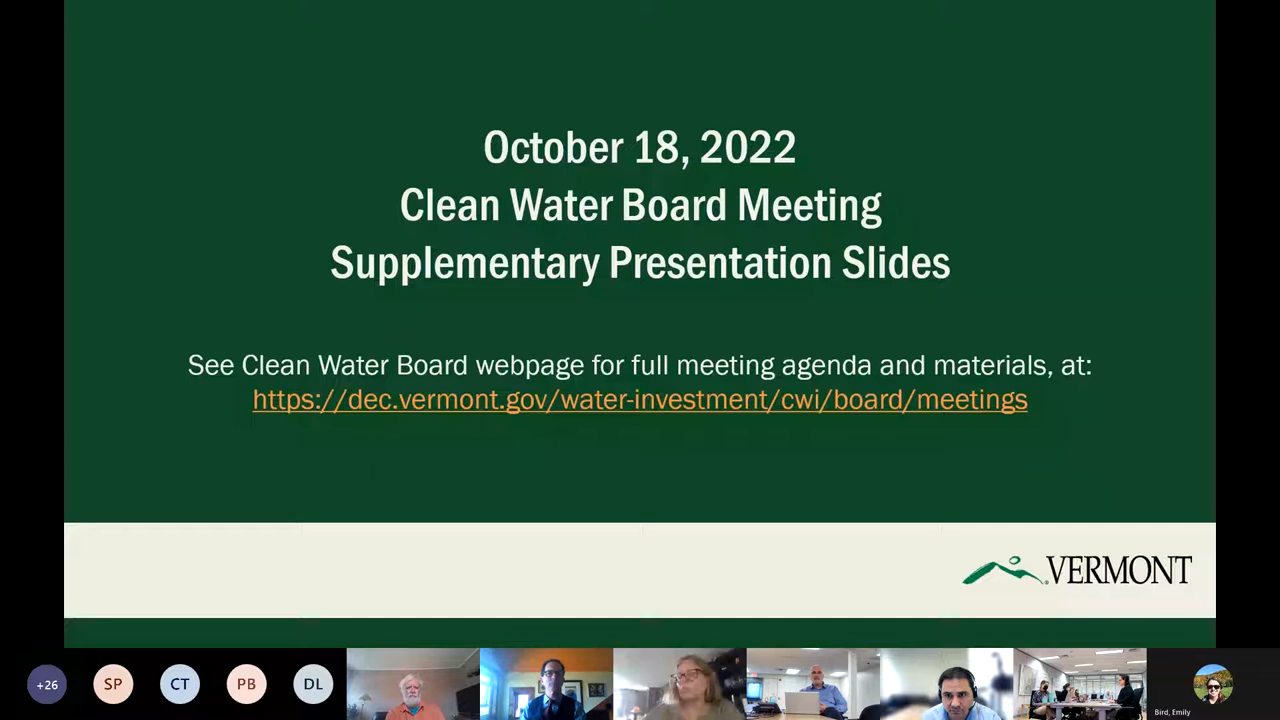 October 18, 2022
Clean Water Board Meeting
Supplementary Presentation Slides
See Clean Water Board webpage for full meeting agenda and materials, at:
https://dec.vermont.gov/water-investment/cwi/board/meetings
VERMONT
+26 SP CT PB DL
Bird, Emily